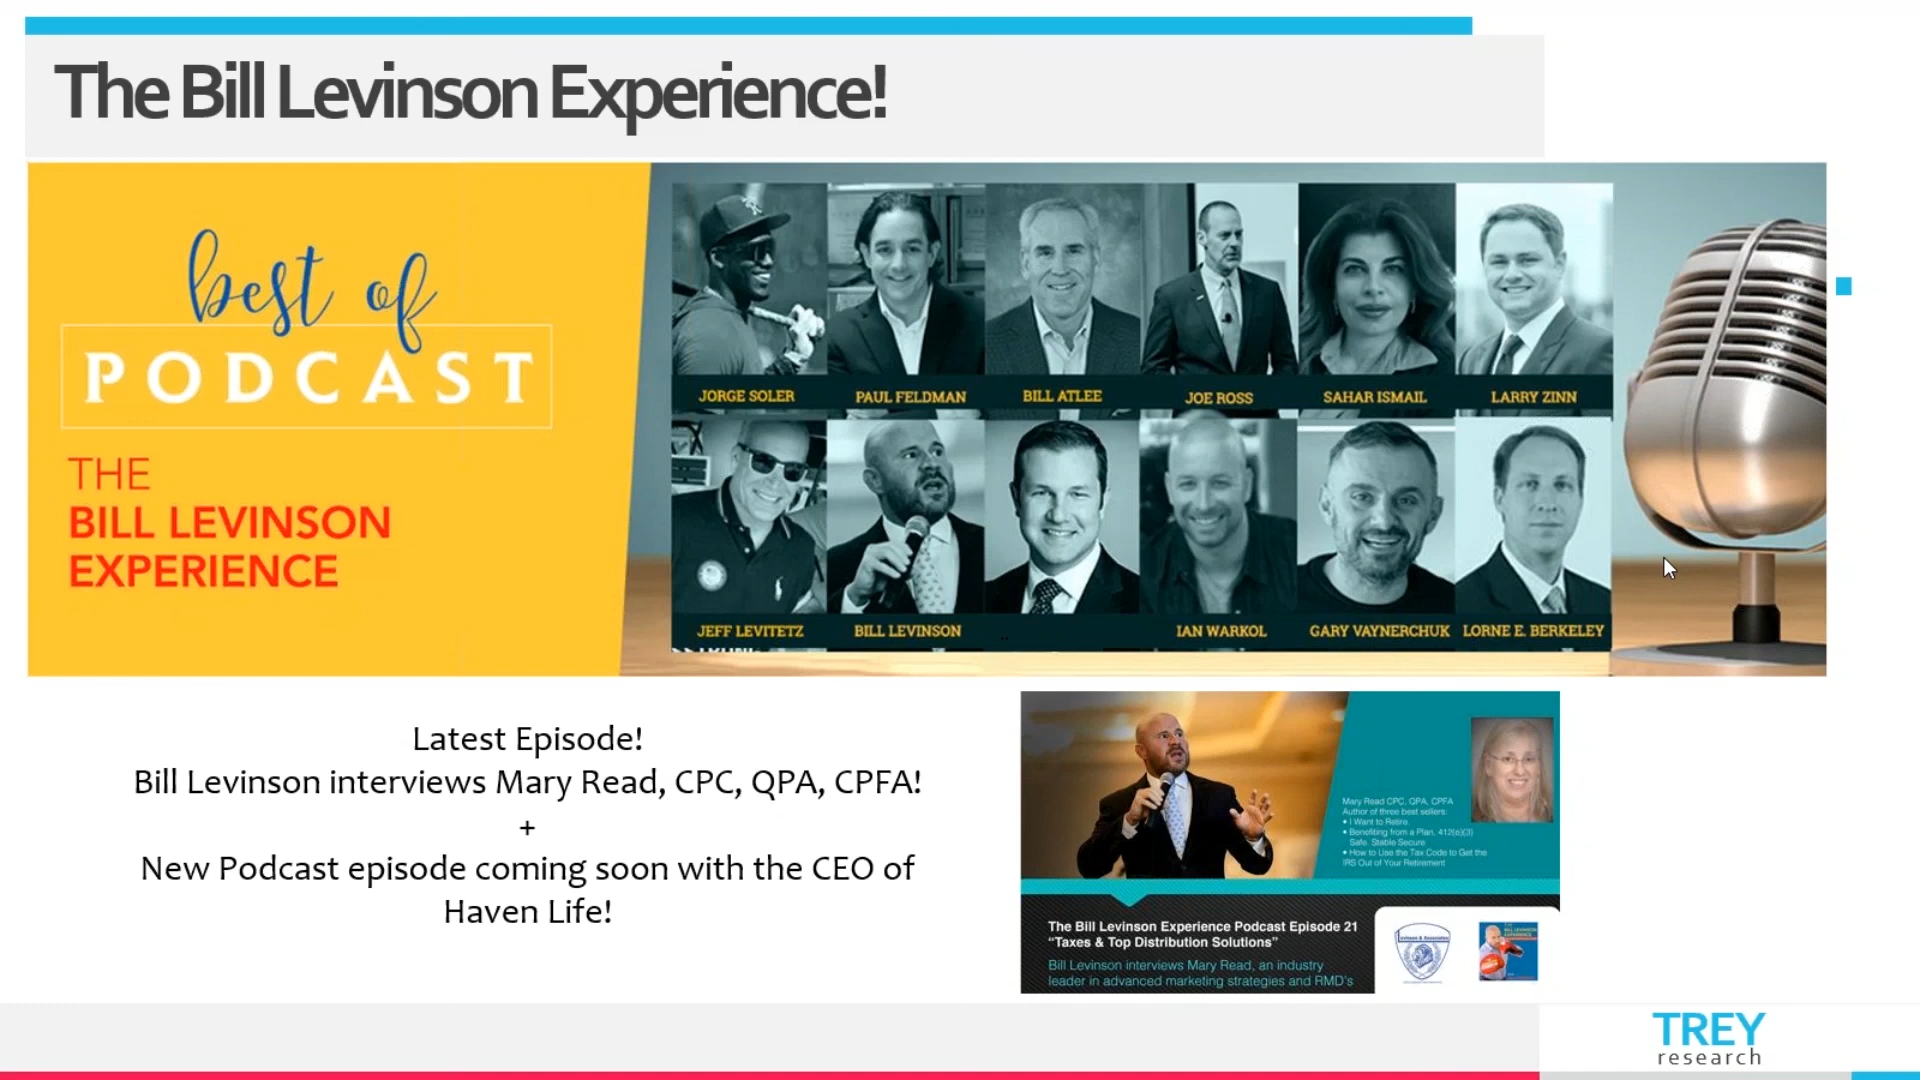 The Bill Levinson Experience!
best of
PODCAST
THE
BILL LEVINSON
EXPERIENCE
JORGE SOLER
PAUL FELDMAN
BILL ATLEE
JOE ROSS
SAHAR ISMAIL
LARRY ZINN
JEFF LEVITETZ
BILL LEVINSON
IAN WARKOL
GARY VAYNERCHUK
LORNE E. BERKELEY
Latest Episode!
Bill Levinson interviews Mary Read, CPC, QPA, CPFA!
+
New Podcast episode coming soon with the CEO of
Haven Life!
Mary Read CPC, QPA, CPFA
Author of three best sellers:
• I Want to Retire.
• Benefiting from a Plan, 412(e)(3)
Safe. Stable Secure
• How to Use the Tax Code to Get the
IRS Out of Your Retirement
The Bill Levinson Experience Podcast Episode 21
“Taxes & Top Distribution Solutions”
Bill Levinson interviews Mary Read, an industry
leader in advanced marketing strategies and RMD's
TREY
research